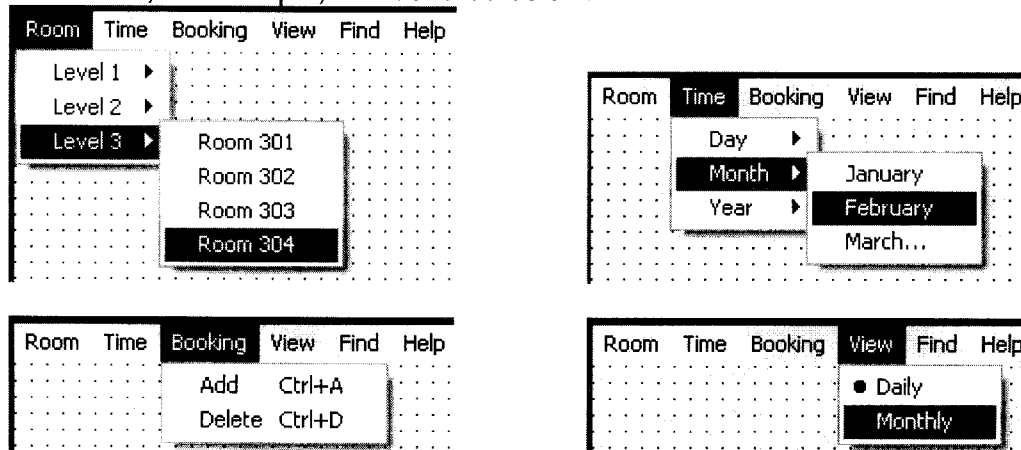 Room Time Booking View Find Help
Level 1
Level 2
Level 3
Room 301
Room 302
Room 303
Room 304
Room Time Booking View Find Help
Day
Month
Year
January
February
March...
Room Time Booking View Find Help
Add Ctrl+A
Delete Ctrl+D
Room Time Booking View Find Help
Daily
Monthly